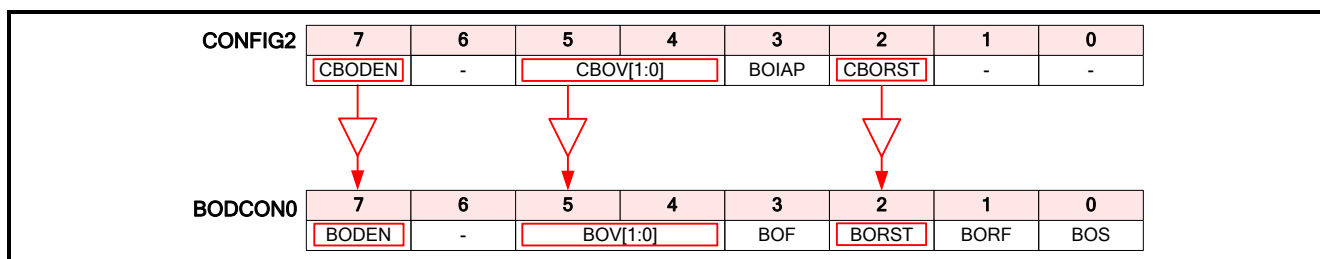 CONFIG2 7 6 5 4 3 2 1 0
CBODEN - CBOV[1:0] BOIAP CBORST - -
BODCON0 7 6 5 4 3 2 1 0
BODEN - BOV[1:0] BOF BORST BORF BOS